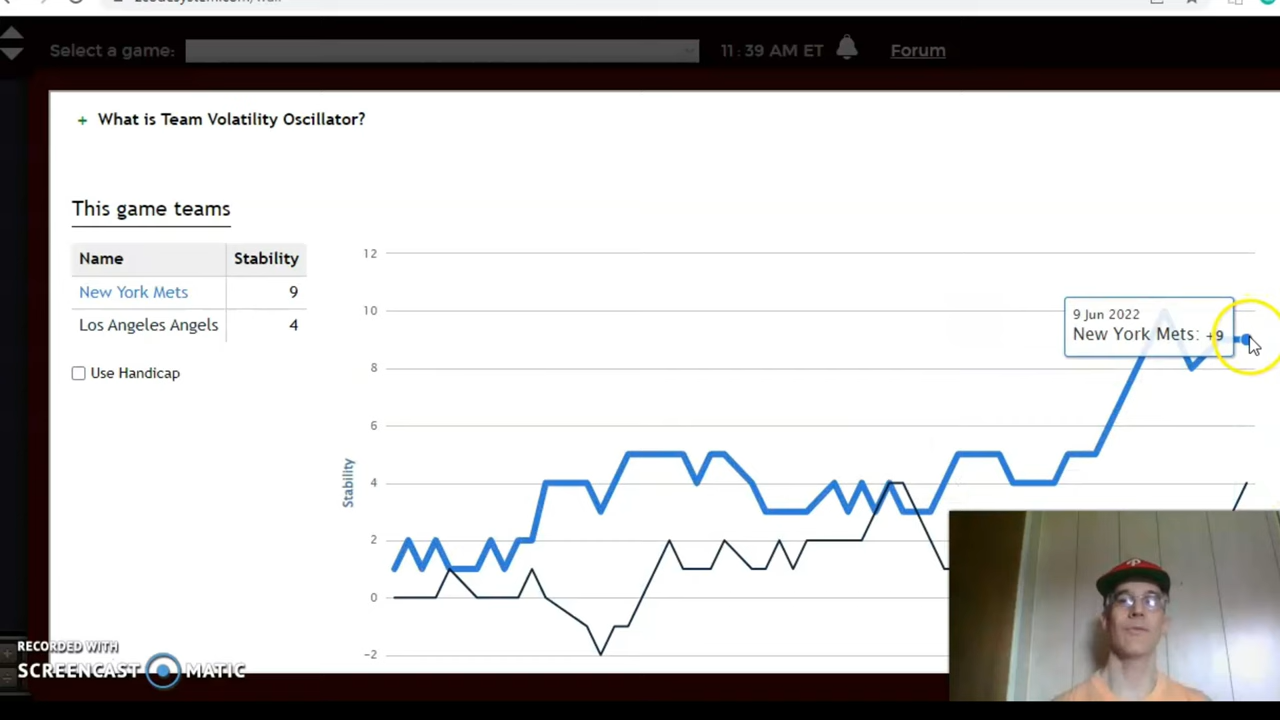 Select a game:
11:39 AM ET
Forum
+ What is Team Volatility Oscillator?
This game teams
Name Stability
New York Mets 9
Los Angeles Angels 4
Use Handicap
Stability
12
10
8
6
4
2
0
-2
9 Jun 2022
New York Mets: +9
RECORDED WITH
SCREENCAST MATIC
P